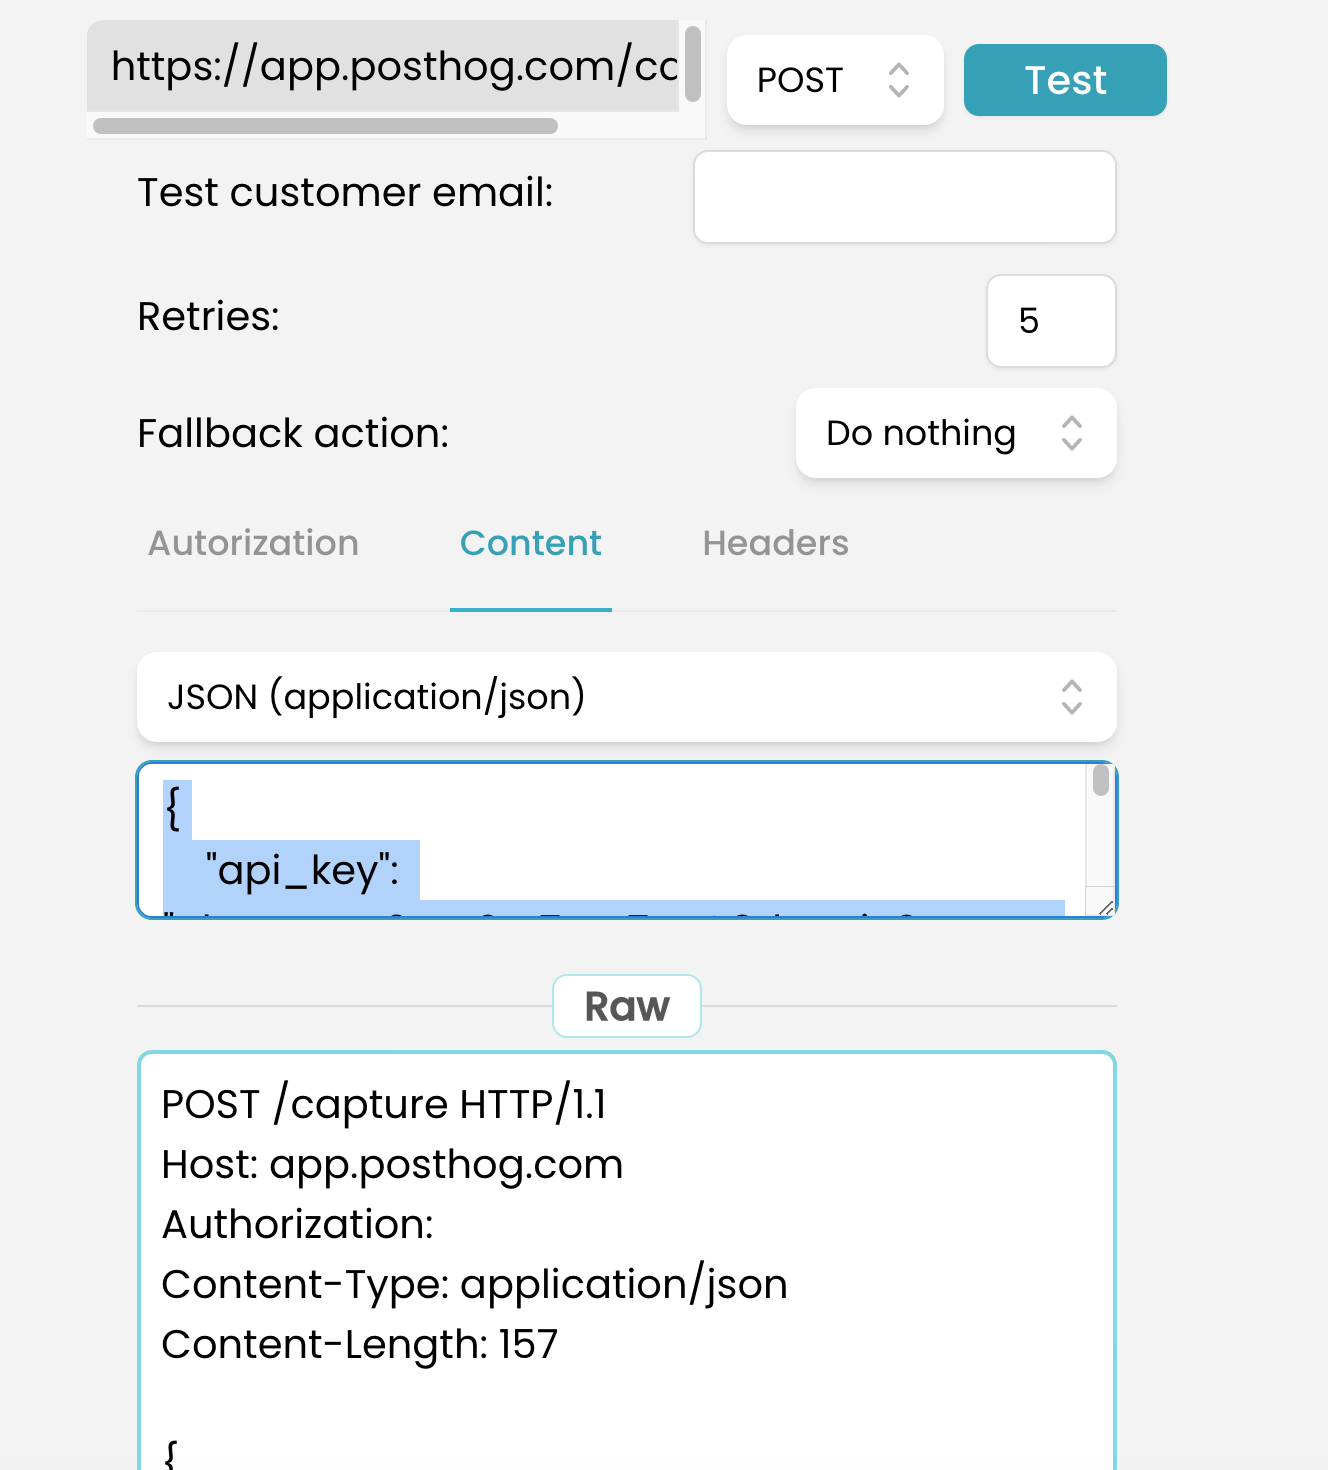 https://app.posthog.com/ca
POST
Test
Test customer email:
Retries:
5
Fallback action:
Do nothing
Autorization
Content
Headers
JSON (application/json)
{
"api_key":
Raw
POST /capture HTTP/1.1
Host: app.posthog.com
Authorization:
Content-Type: application/json
Content-Length: 157
{